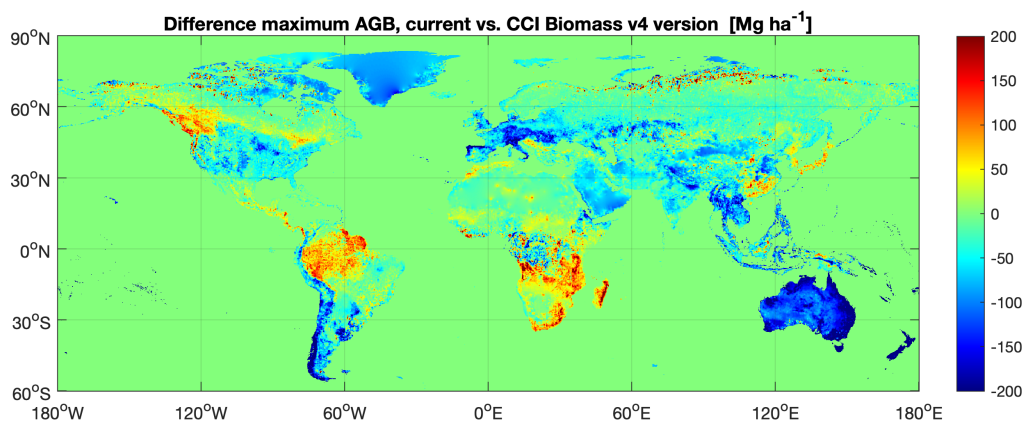 Difference maximum AGB, current vs. CCI Biomass v4 version [Mg ha⁻¹]
90°N
60°N
30°N
0°N
30°S
60°S
180°W
120°W
60°W
0°E
60°E
120°E
180°E
200
150
100
50
0
-50
-100
-150
-200